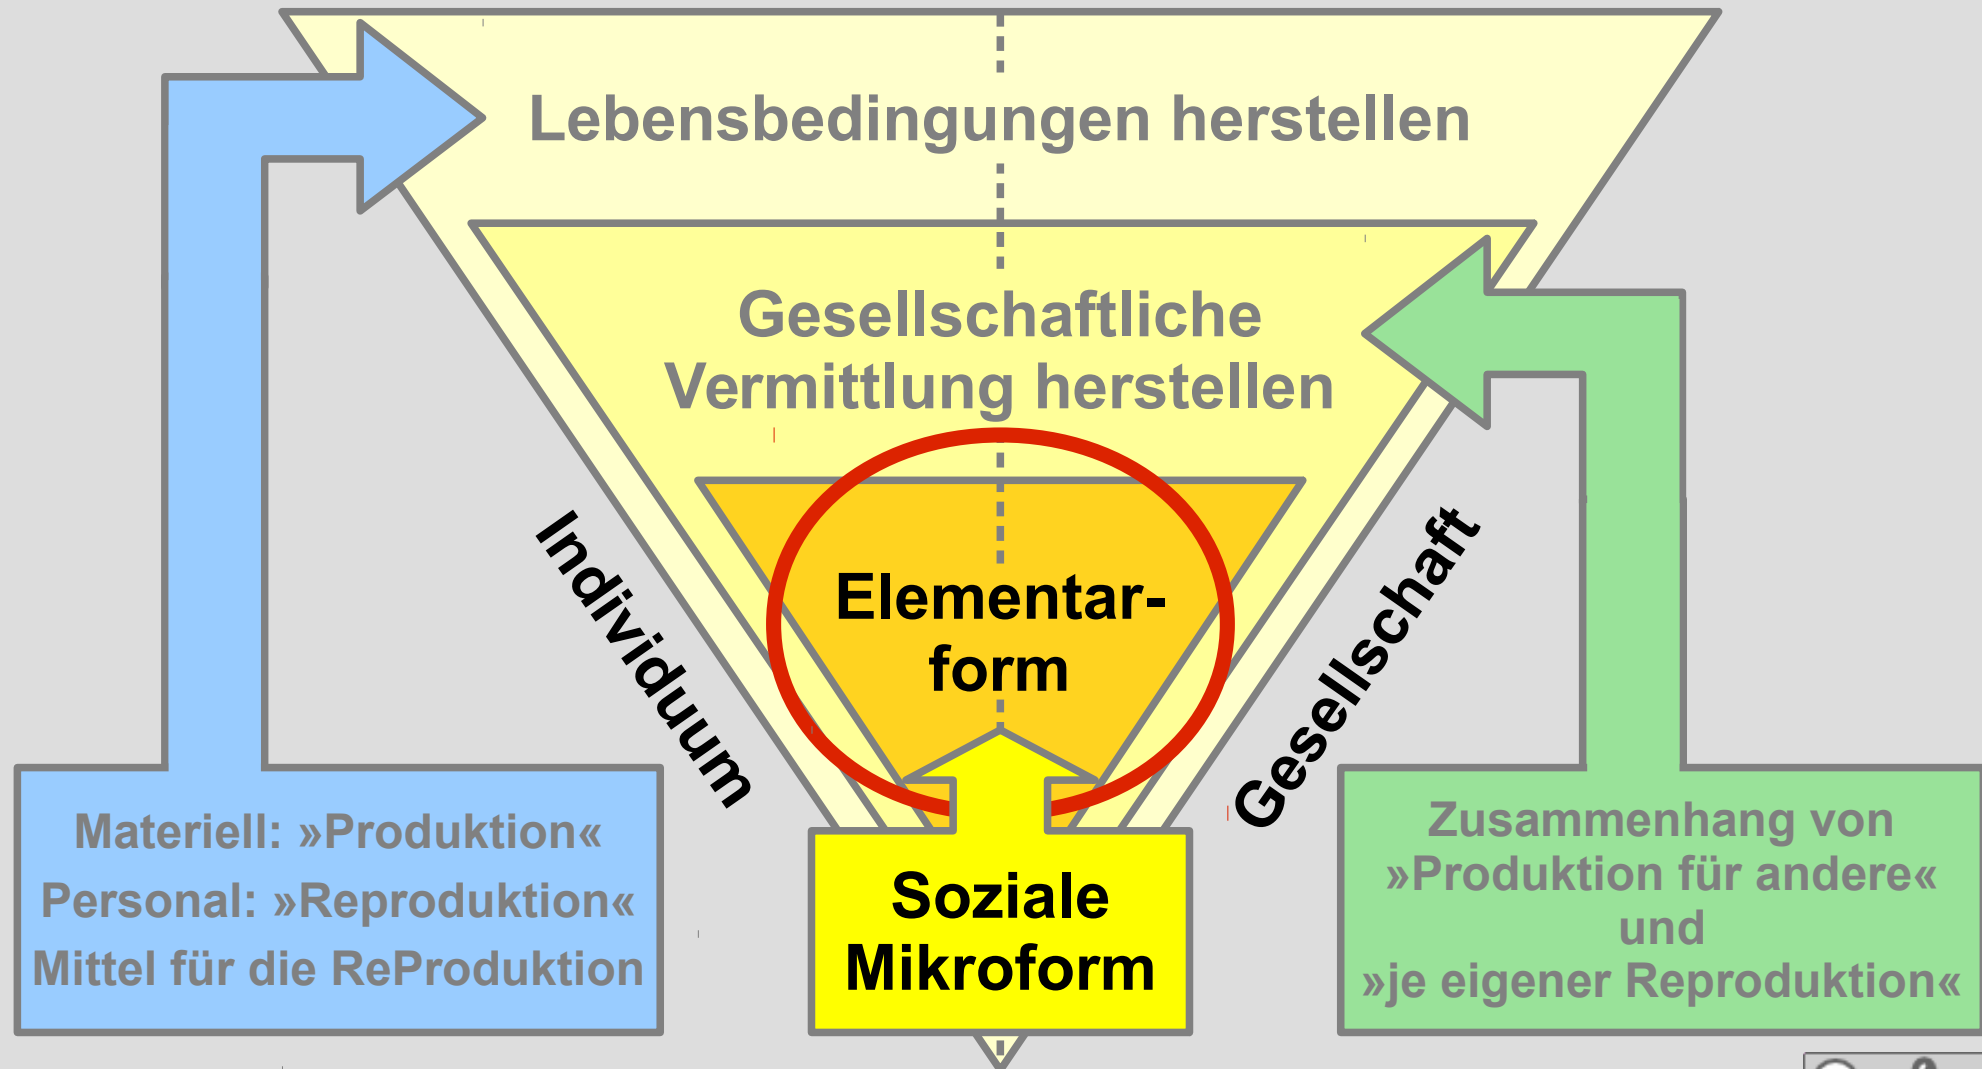 Lebensbedingungen herstellen
Gesellschaftliche
Vermittlung herstellen
Individuum
Elementar-
form
Gesellschaft
Materiell: »Produktion«
Personal: »Reproduktion«
Mittel für die ReProduktion
Soziale
Mikroform
Zusammenhang von
»Produktion für andere«
und
»je eigener Reproduktion«